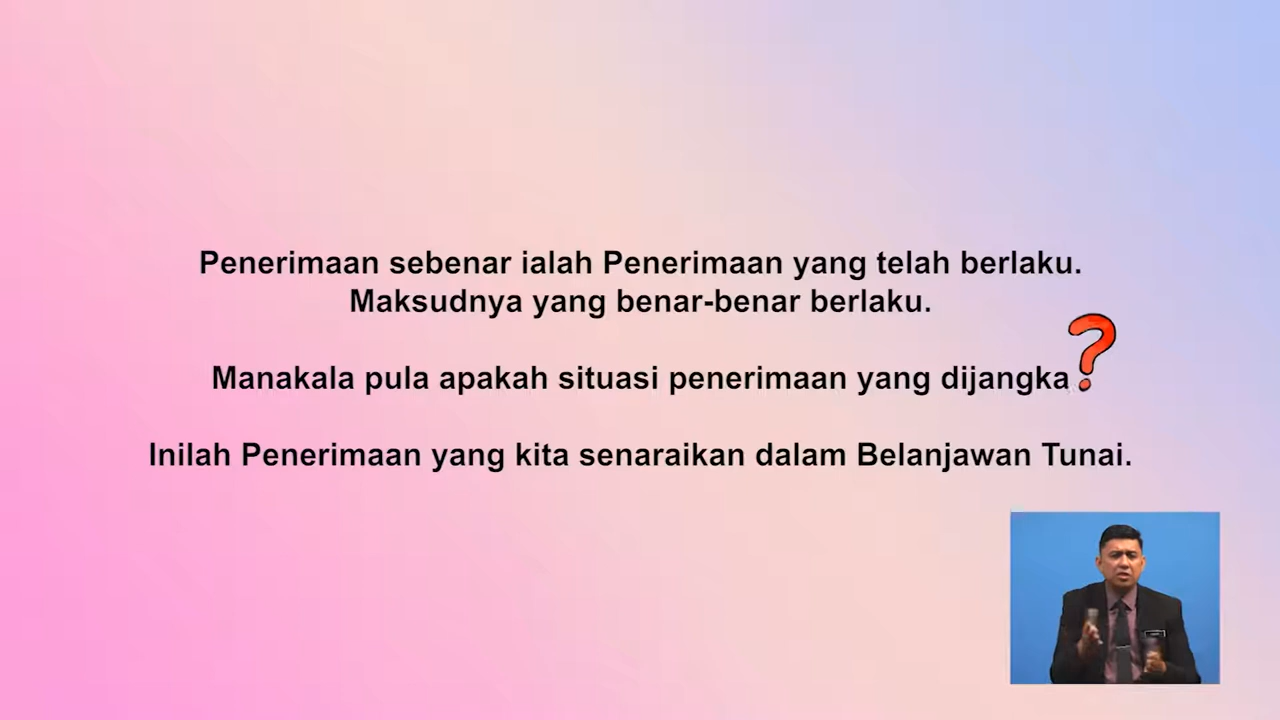 Penerimaan sebenar ialah Penerimaan yang telah berlaku.
Maksudnya yang benar-benar berlaku.
Manakala pula apakah situasi penerimaan yang dijangka?
Inilah Penerimaan yang kita senaraikan dalam Belanjawan Tunai.